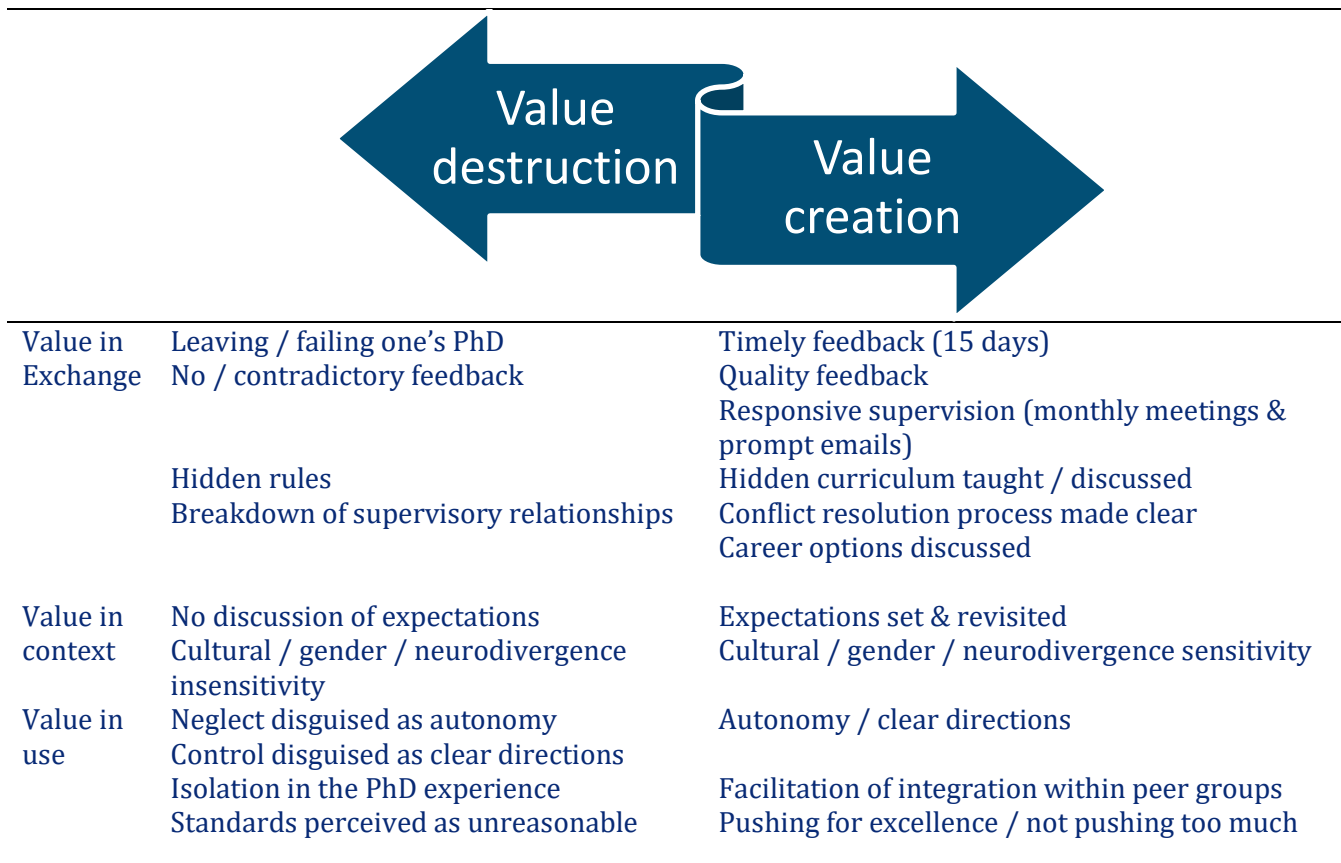 Value
destruction
Value
creation
Value in Leaving / failing one’s PhD Timely feedback (15 days)
Exchange No / contradictory feedback Quality feedback
Responsive supervision (monthly meetings &
prompt emails)
Hidden rules Hidden curriculum taught / discussed
Breakdown of supervisory relationships Conflict resolution process made clear
Career options discussed
Value in No discussion of expectations Expectations set & revisited
context Cultural / gender / neurodivergence Cultural / gender / neurodivergence sensitivity
insensitivity
Value in Neglect disguised as autonomy Autonomy / clear directions
use Control disguised as clear directions
Isolation in the PhD experience Facilitation of integration within peer groups
Standards perceived as unreasonable Pushing for excellence / not pushing too much